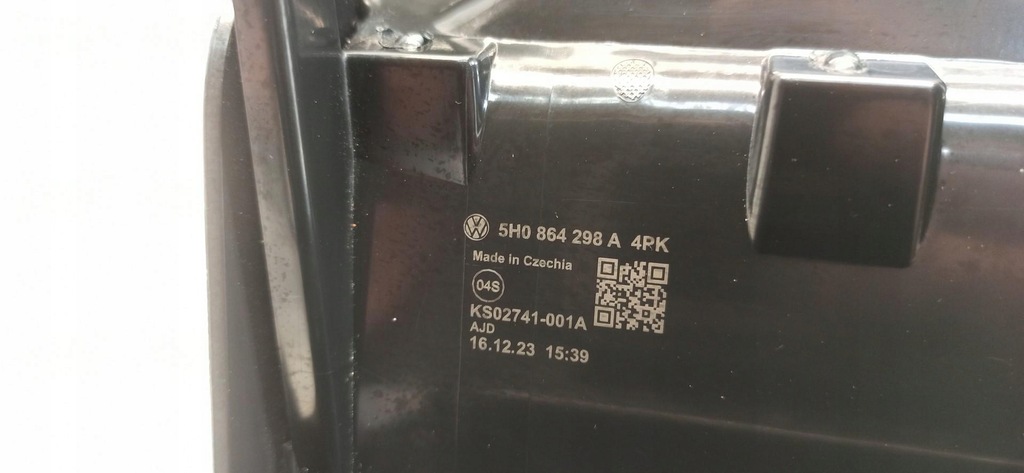 5H0 864 298 A 4PK
Made in Czechia
04S
KS02741-001A
AJD
16.12.23 15:39